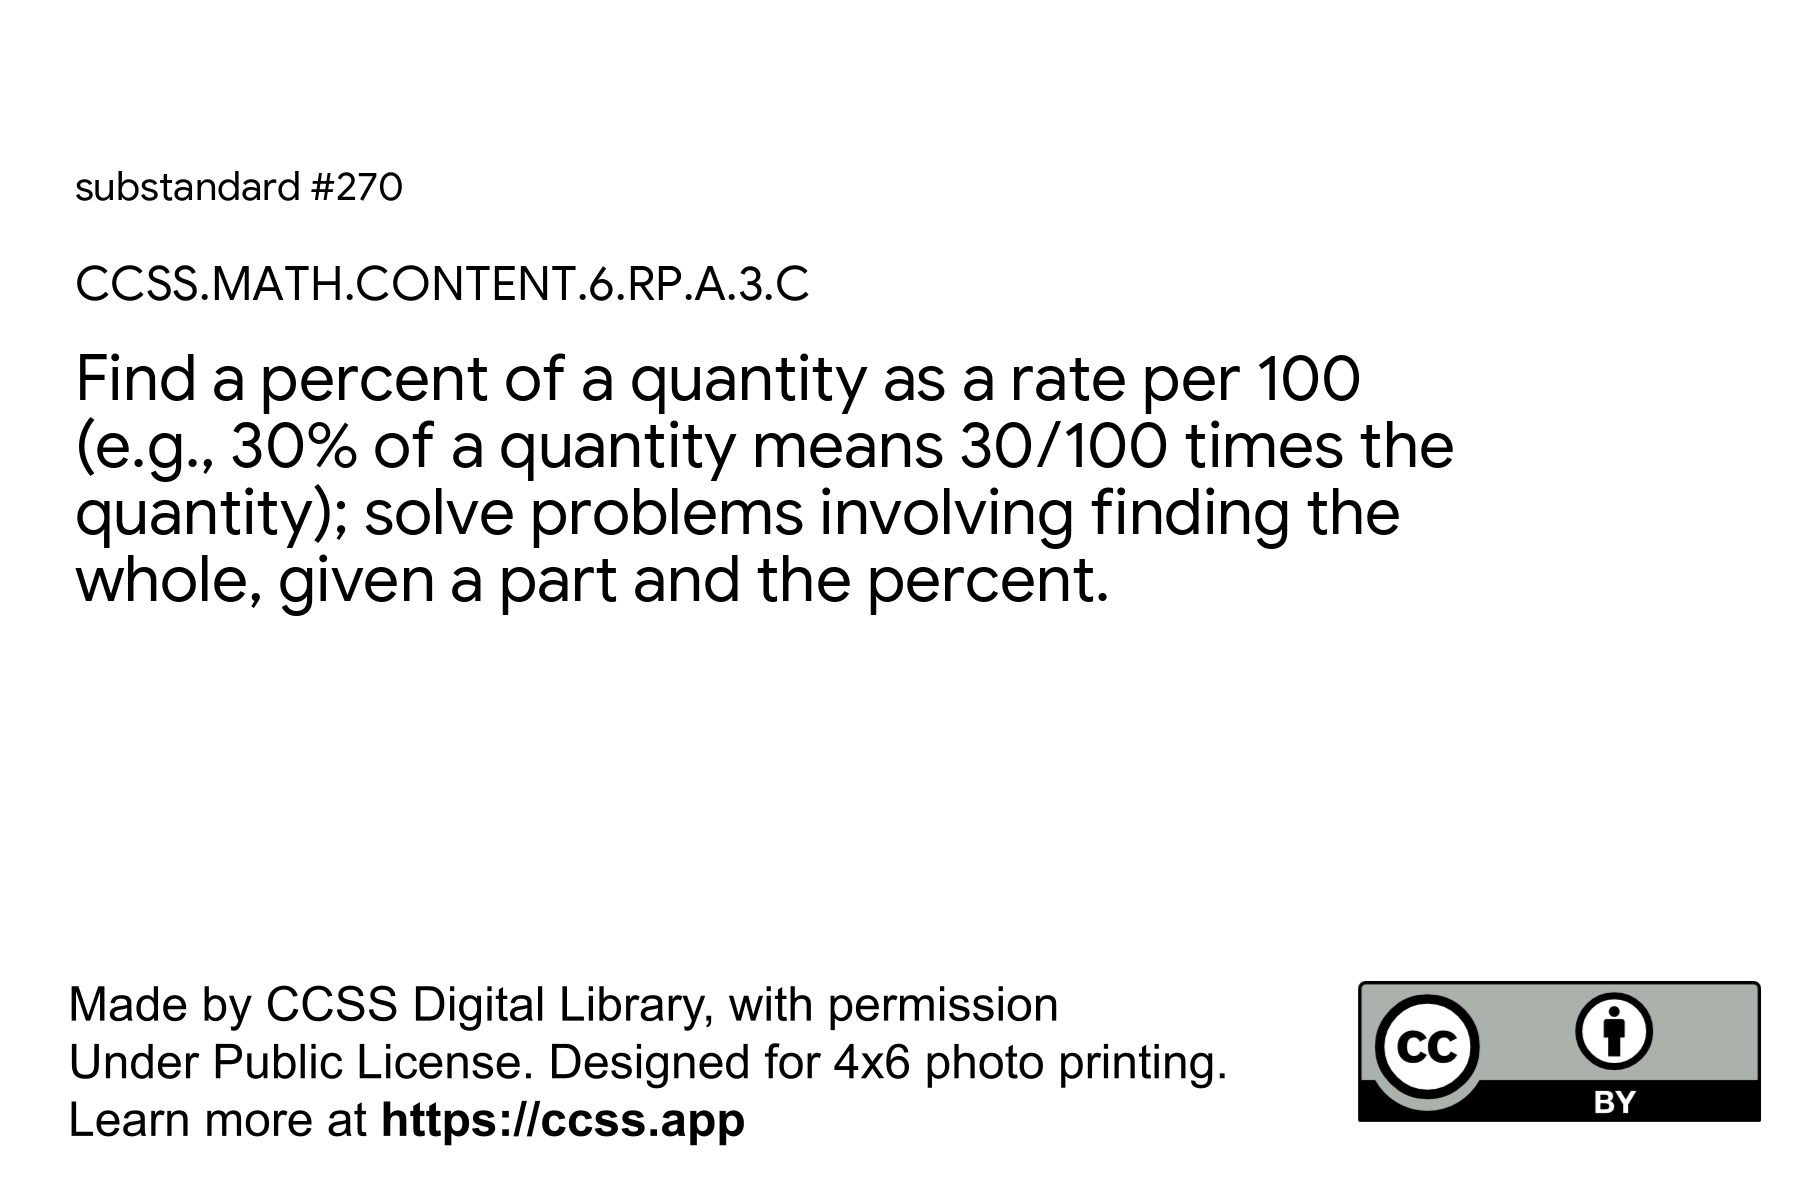 substandard #270
CCSS.MATH.CONTENT.6.RP.A.3.C
Find a percent of a quantity as a rate per 100
(e.g., 30% of a quantity means 30/100 times the
quantity); solve problems involving finding the
whole, given a part and the percent.
Made by CCSS Digital Library, with permission
Under Public License. Designed for 4x6 photo printing.
Learn more at https://ccss.app
CC
BY